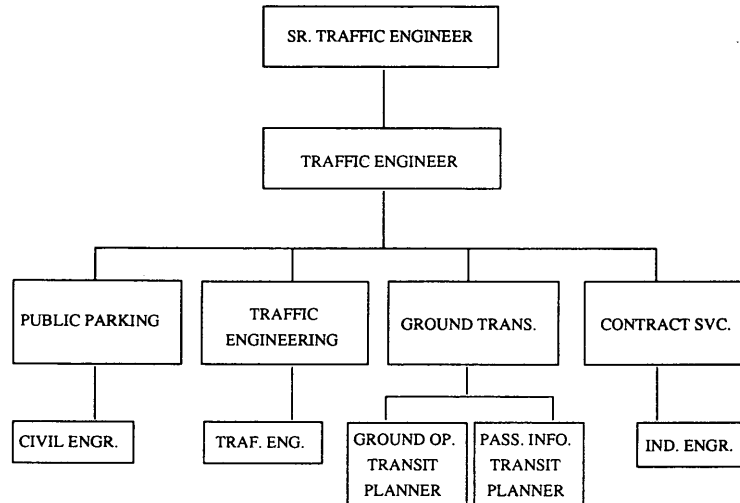 SR. TRAFFIC ENGINEER
TRAFFIC ENGINEER
PUBLIC PARKING
TRAFFIC
ENGINEERING
GROUND TRANS.
CONTRACT SVC.
CIVIL ENGR.
TRAF. ENG.
GROUND OP.
TRANSIT
PLANNER
PASS. INFO.
TRANSIT
PLANNER
IND. ENGR.